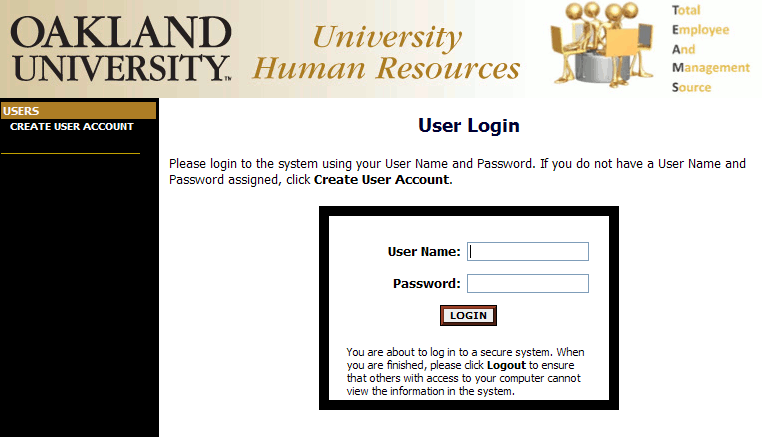 OAKLAND
UNIVERSITY™
University
Human Resources
Total
Employee
And
Management
Source
USERS
CREATE USER ACCOUNT
User Login
Please login to the system using your User Name and Password. If you do not have a User Name and
Password assigned, click Create User Account.
User Name:
Password:
LOGIN
You are about to log in to a secure system. When
you are finished, please click Logout to ensure
that others with access to your computer cannot
view the information in the system.